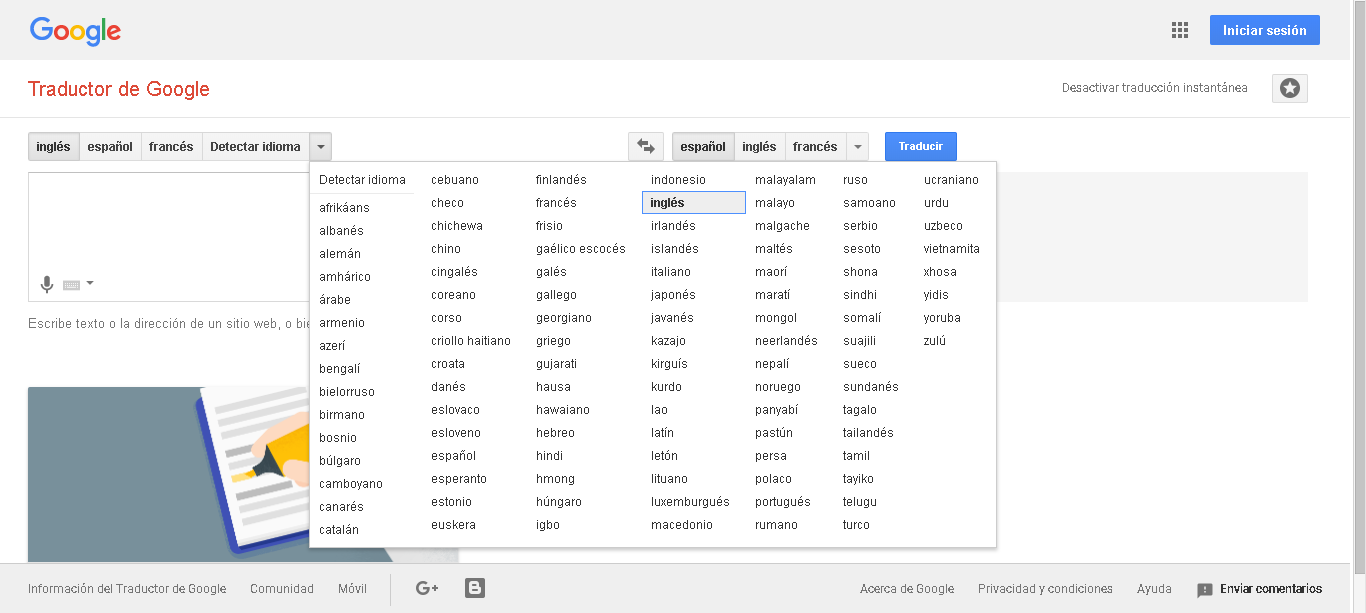 Google
Iniciar sesión
Traductor de Google
Desactivar traducción instantánea
inglés español francés Detectar idioma
español inglés francés Traducir
Detectar idioma
afrikáans
albanés
alemán
amhárico
árabe
armenio
azerí
bengalí
bielorruso
birmano
bosnio
búlgaro
camboyano
canarés
catalán
cebuano
checo
chichewa
chino
cingalés
coreano
corso
criollo haitiano
croata
danés
eslovaco
esloveno
español
esperanto
estonio
euskera
finlandés
francés
frisio
gaélico escocés
galés
gallego
georgiano
griego
gujarati
hausa
hawaiano
hebreo
hindi
hmong
húngaro
igbo
indonesio
inglés
irlandés
islandés
italiano
japonés
javanés
kazajo
kirguís
kurdo
lao
latín
letón
lituano
luxemburgués
macedonio
malayalam
malayo
malgache
maltés
maorí
maratí
mongol
neerlandés
nepalí
noruego
panyabí
pastún
persa
polaco
portugués
rumano
ruso
samoano
serbio
sesoto
shona
sindhi
somalí
suajili
sueco
sundanés
tagalo
tailandés
tamil
tayiko
telugu
turco
ucraniano
urdu
uzbeco
vietnamita
xhosa
yidis
yoruba
zulú
Escribe texto o la dirección de un sitio web, o bie
Información del Traductor de Google Comunidad Móvil G+ B Acerca de Google Privacidad y condiciones Ayuda Enviar comentarios